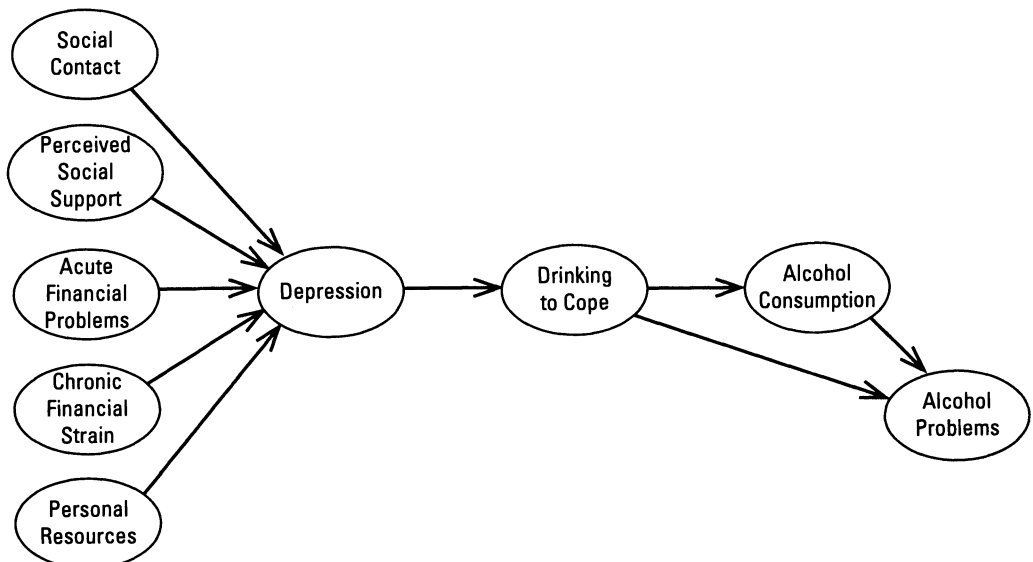 Social
Contact
Perceived
Social
Support
Acute
Financial
Problems
Chronic
Financial
Strain
Personal
Resources
Depression
Drinking
to Cope
Alcohol
Consumption
Alcohol
Problems